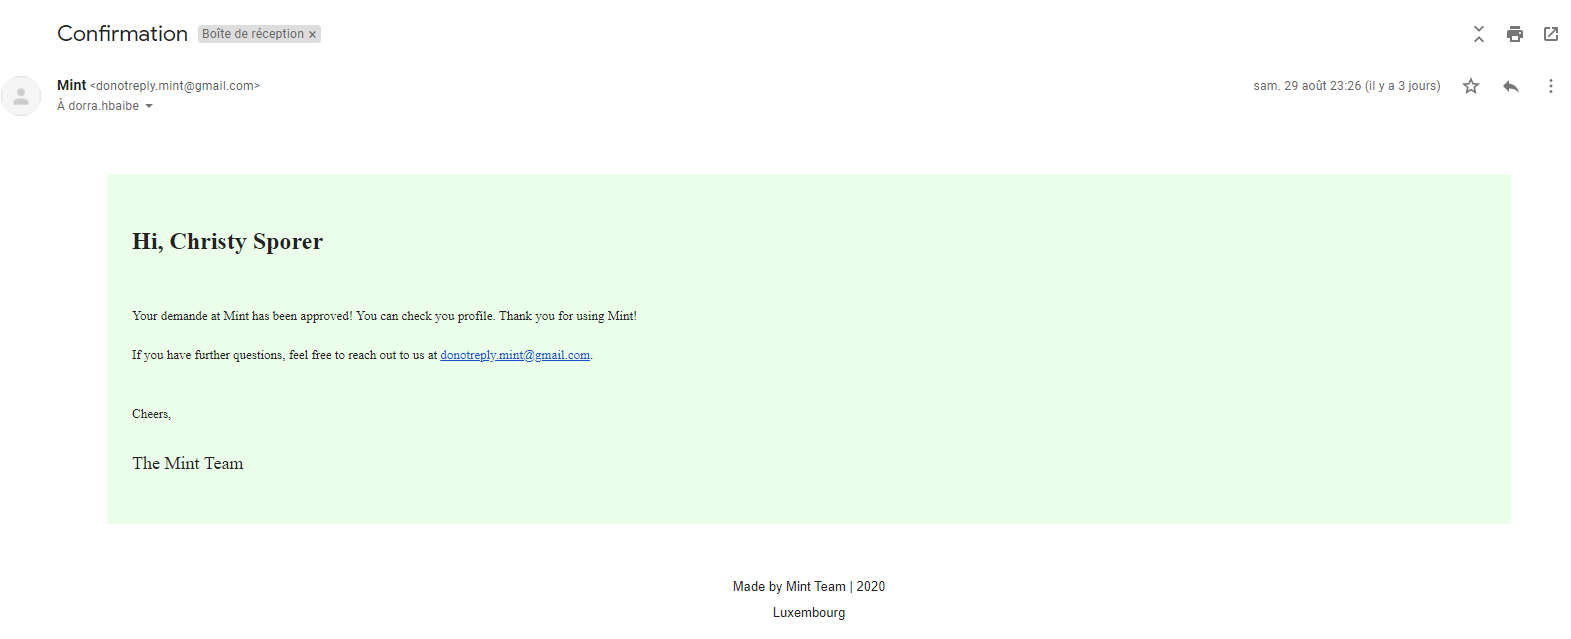 Confirmation Boîte de réception ×
Mint <donotreply.mint@gmail.com> sam. 29 août 23:26 (il y a 3 jours)
À dorra.hbaibe
Hi, Christy Sporer
Your demande at Mint has been approved! You can check you profile. Thank you for using Mint!
If you have further questions, feel free to reach out to us at donotreply.mint@gmail.com.
Cheers,
The Mint Team
Made by Mint Team | 2020
Luxembourg